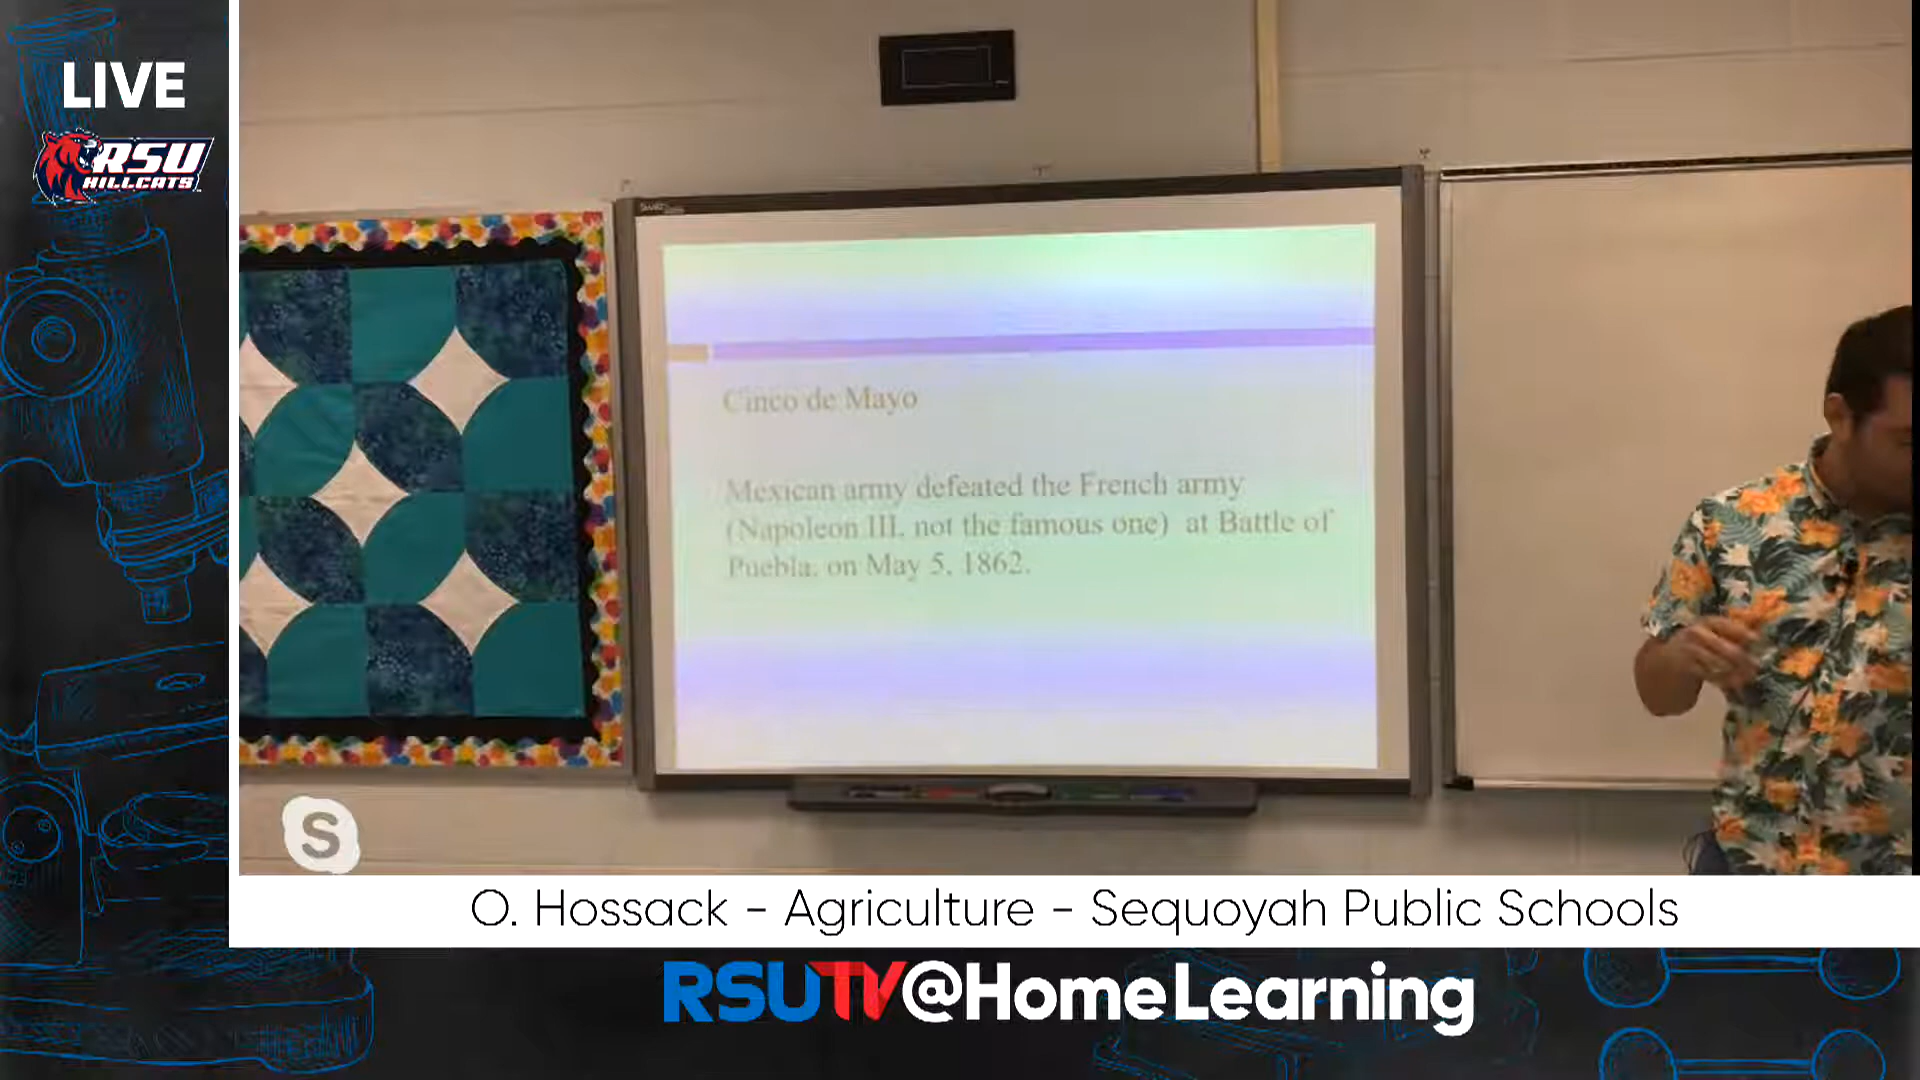 LIVE
RSU
HILLCATS
SMART
Cinco de Mayo
Mexican army defeated the French army
(Napoleon III, not the famous one) at Battle of
Puebla, on May 5, 1862.
S
O. Hossack - Agriculture - Sequoyah Public Schools
RSUTV@HomeLearning